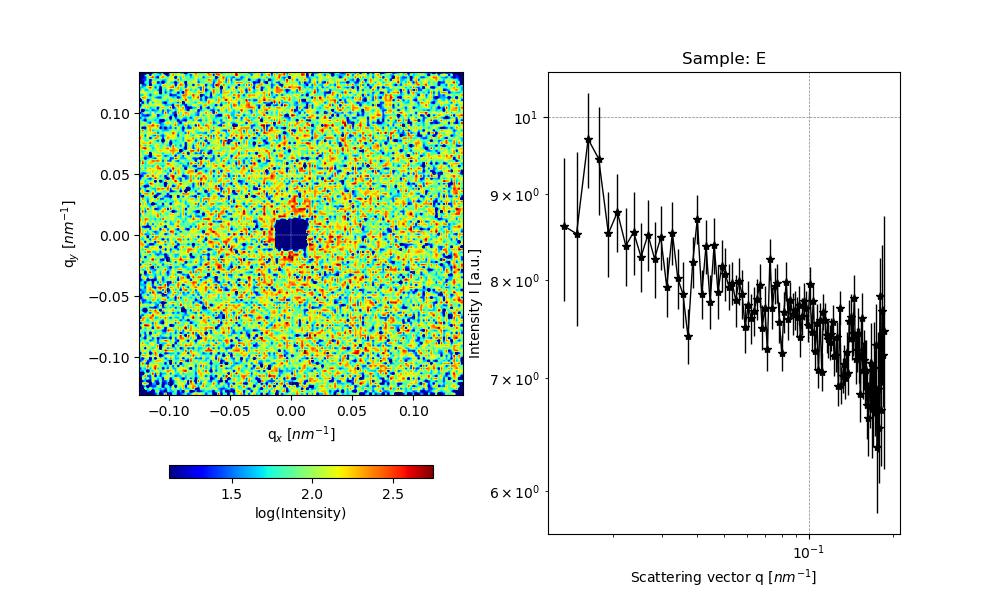 Sample: E
0.10
0.05
0.00
−0.05
−0.10
q_y [nm^{-1}]
−0.10 −0.05 0.00 0.05 0.10
q_x [nm^{-1}]
1.5 2.0 2.5
log(Intensity)
10^1
9 × 10^0
8 × 10^0
7 × 10^0
6 × 10^0
Intensity I [a.u.]
10^{-1}
Scattering vector q [nm^{-1}]